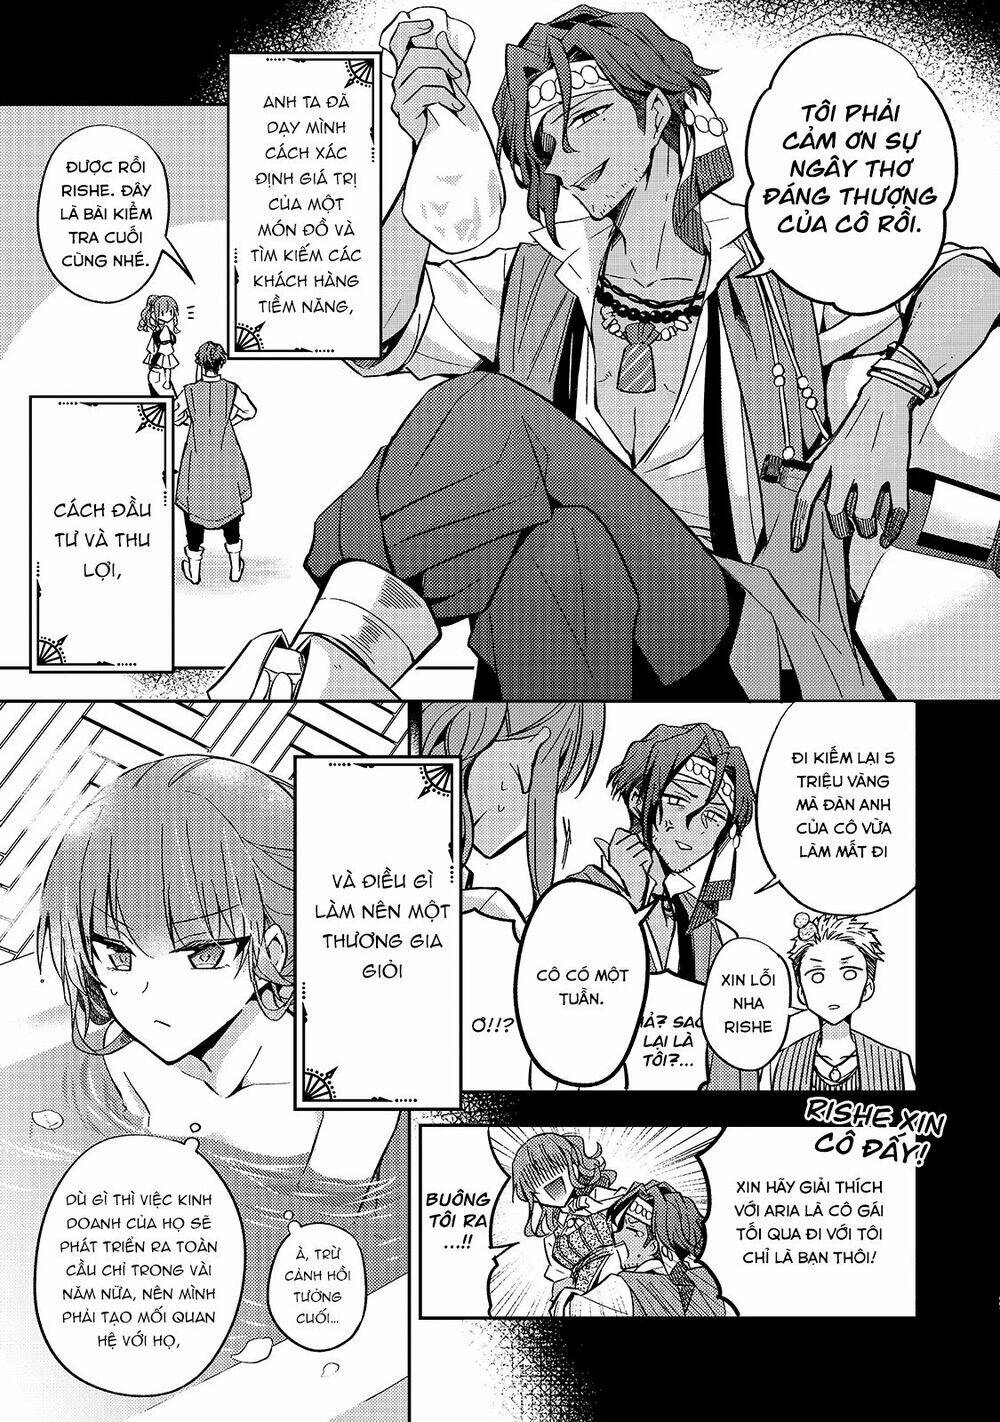 TÔI PHẢI
CẢM ƠN SỰ
NGÂY THƠ
ĐÁNG THƯỢNG
CỦA CÔ RỒI.
ANH TA ĐÃ
DẠY MÌNH
CÁCH XÁC
ĐỊNH GIÁ TRỊ
CỦA MỘT
MÓN ĐỒ VÀ
TÌM KIẾM CÁC
KHÁCH HÀNG
TIỀM NĂNG,
ĐƯỢC RỒI
RISHE. ĐÂY
LÀ BÀI KIỂM
TRA CUỐI
CÙNG NHÉ.
CÁCH ĐẦU
TƯ VÀ THU
LỢI,
ĐI KIẾM LẠI 5
TRIỆU VÀNG
MÀ ĐÀN ANH
CỦA CÔ VỪA
LÀM MẤT ĐI
CÔ CÓ MỘT
TUẦN.
XIN LỖI
NHA
RISHE
Ả? SAO
LẠI LÀ
TÔI?...
Ơ!!?
VÀ ĐIỀU GÌ
LÀM NÊN MỘT
THƯƠNG GIA
GIỎI
RISHE XIN
CÔ ĐẤY!
XIN HÃY GIẢI THÍCH
VỚI ARIA LÀ CÔ GÁI
TỐI QUA ĐI VỚI TÔI
CHỈ LÀ BẠN THÔI!
BUÔNG
TÔI RA
...!!
À, TRỪ
CẢNH HỒI
TƯỞNG
CUỐI...
DÙ GÌ THÌ VIỆC KINH
DOANH CỦA HỌ SẼ
PHÁT TRIỂN RA TOÀN
CẦU CHỈ TRONG VÀI
NĂM NỮA, NÊN MÌNH
PHẢI TẠO MỐI QUAN
HỆ VỚI HỌ,